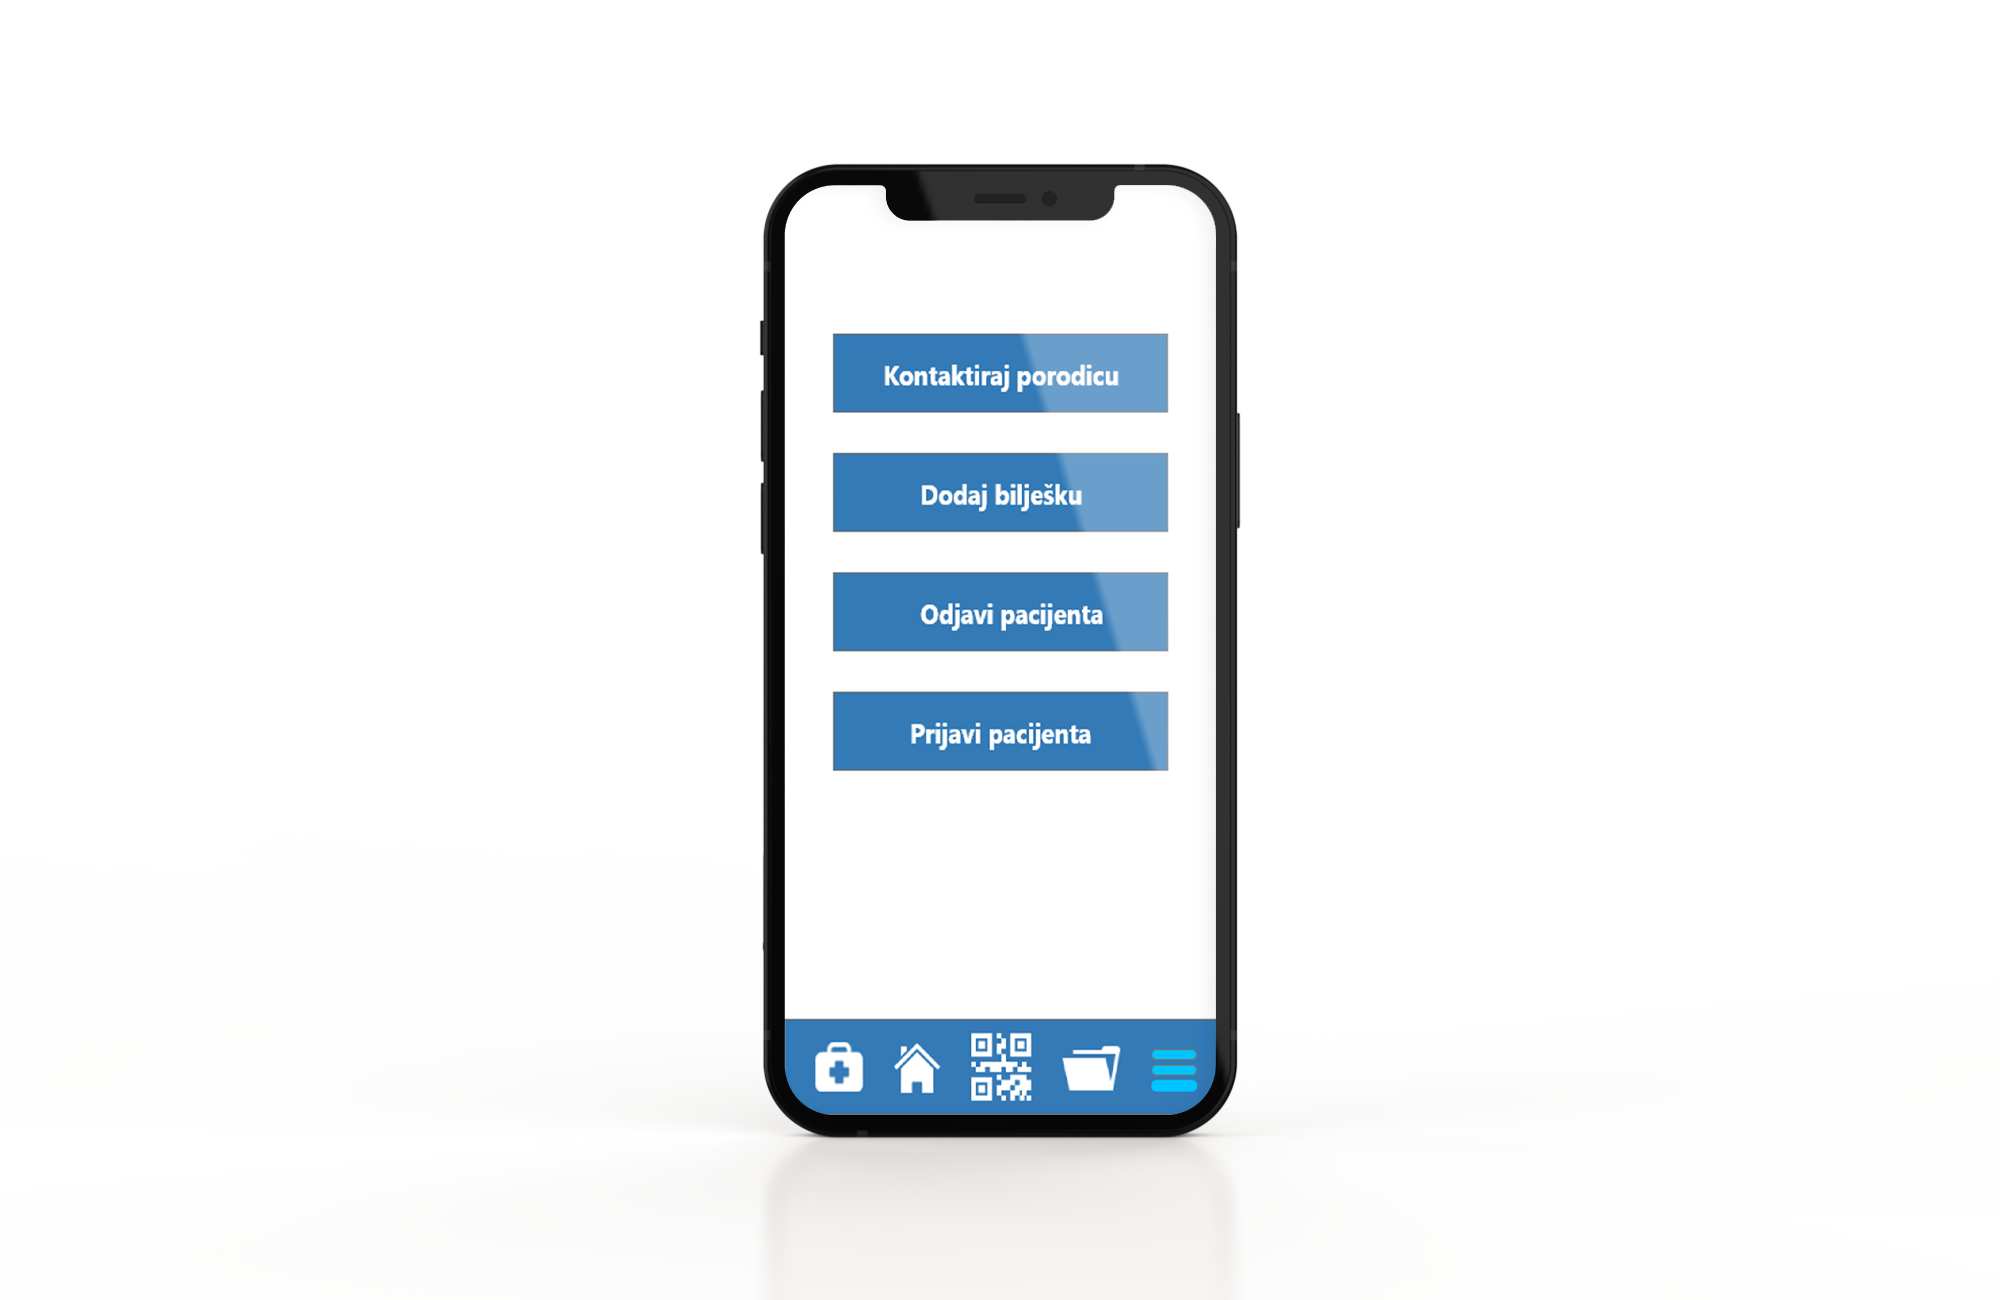 Kontaktiraj porodicu
Dodaj bilješku
Odjavi pacijenta
Prijavi pacijenta